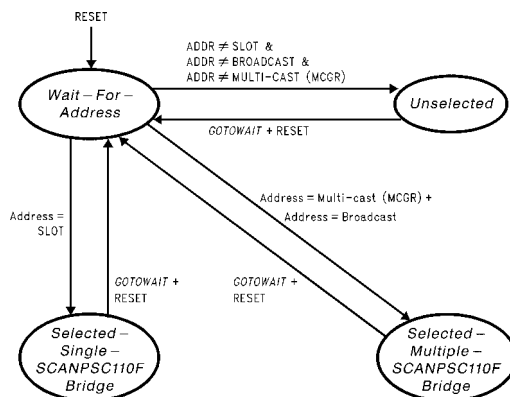 RESET
ADDR ≠ SLOT &
ADDR ≠ BROADCAST &
ADDR ≠ MULTI-CAST (MCGR)
Wait–For–
Address
Unselected
GOTOWAIT + RESET
Address = Multi-cast (MCGR) +
Address = Broadcast
Address =
SLOT
GOTOWAIT +
RESET
GOTOWAIT +
RESET
Selected–
Single–
SCANPSC110F
Bridge
Selected–
Multiple–
SCANPSC110F
Bridge